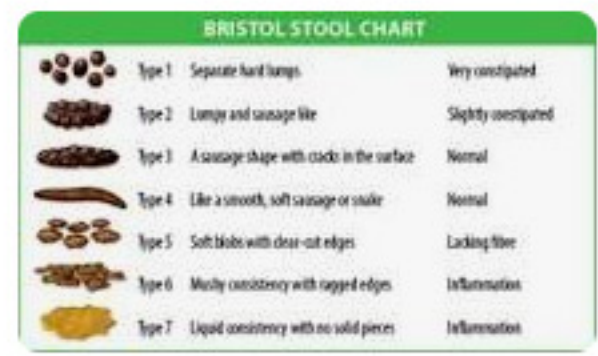 BRISTOL STOOL CHART
Type 1 Separate hard lumps Very constipated
Type 2 Lumpy and sausage like Slightly constipated
Type 3 A sausage shape with cracks in the surface Normal
Type 4 Like a smooth, soft sausage or snake Normal
Type 5 Soft blobs with clear-cut edges Lacking fibre
Type 6 Mushy consistency with ragged edges Inflammation
Type 7 Liquid consistency with no solid pieces Inflammation